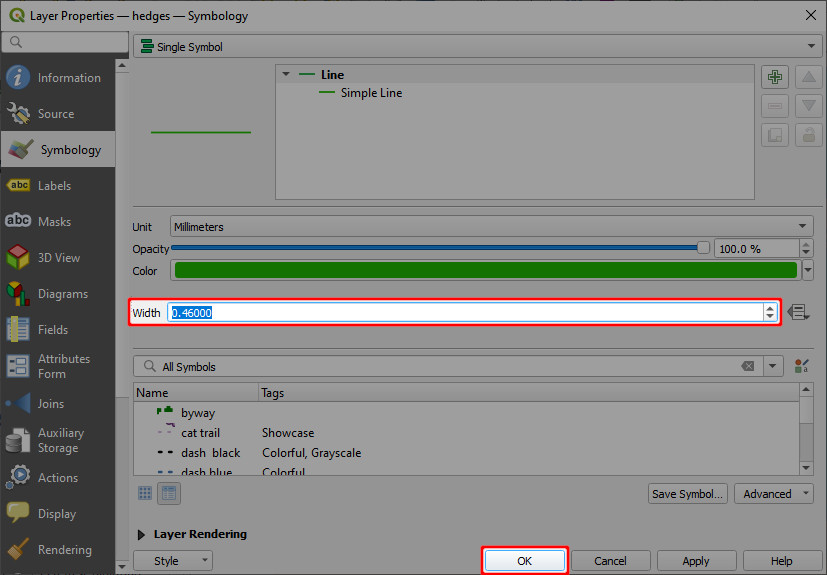 Layer Properties — hedges — Symbology
Information
Source
Symbology
abc Labels
abc Masks
3D View
Diagrams
Fields
Attributes
Form
Joins
Auxiliary
Storage
Actions
Display
Rendering
Single Symbol
Line
Simple Line
Unit Millimeters
Opacity 100.0 %
Color
Width 0.46000
All Symbols
Name Tags
byway
cat trail Showcase
dash black Colorful, Grayscale
dash blue Colorful
Save Symbol... Advanced
Layer Rendering
Style OK Cancel Apply Help